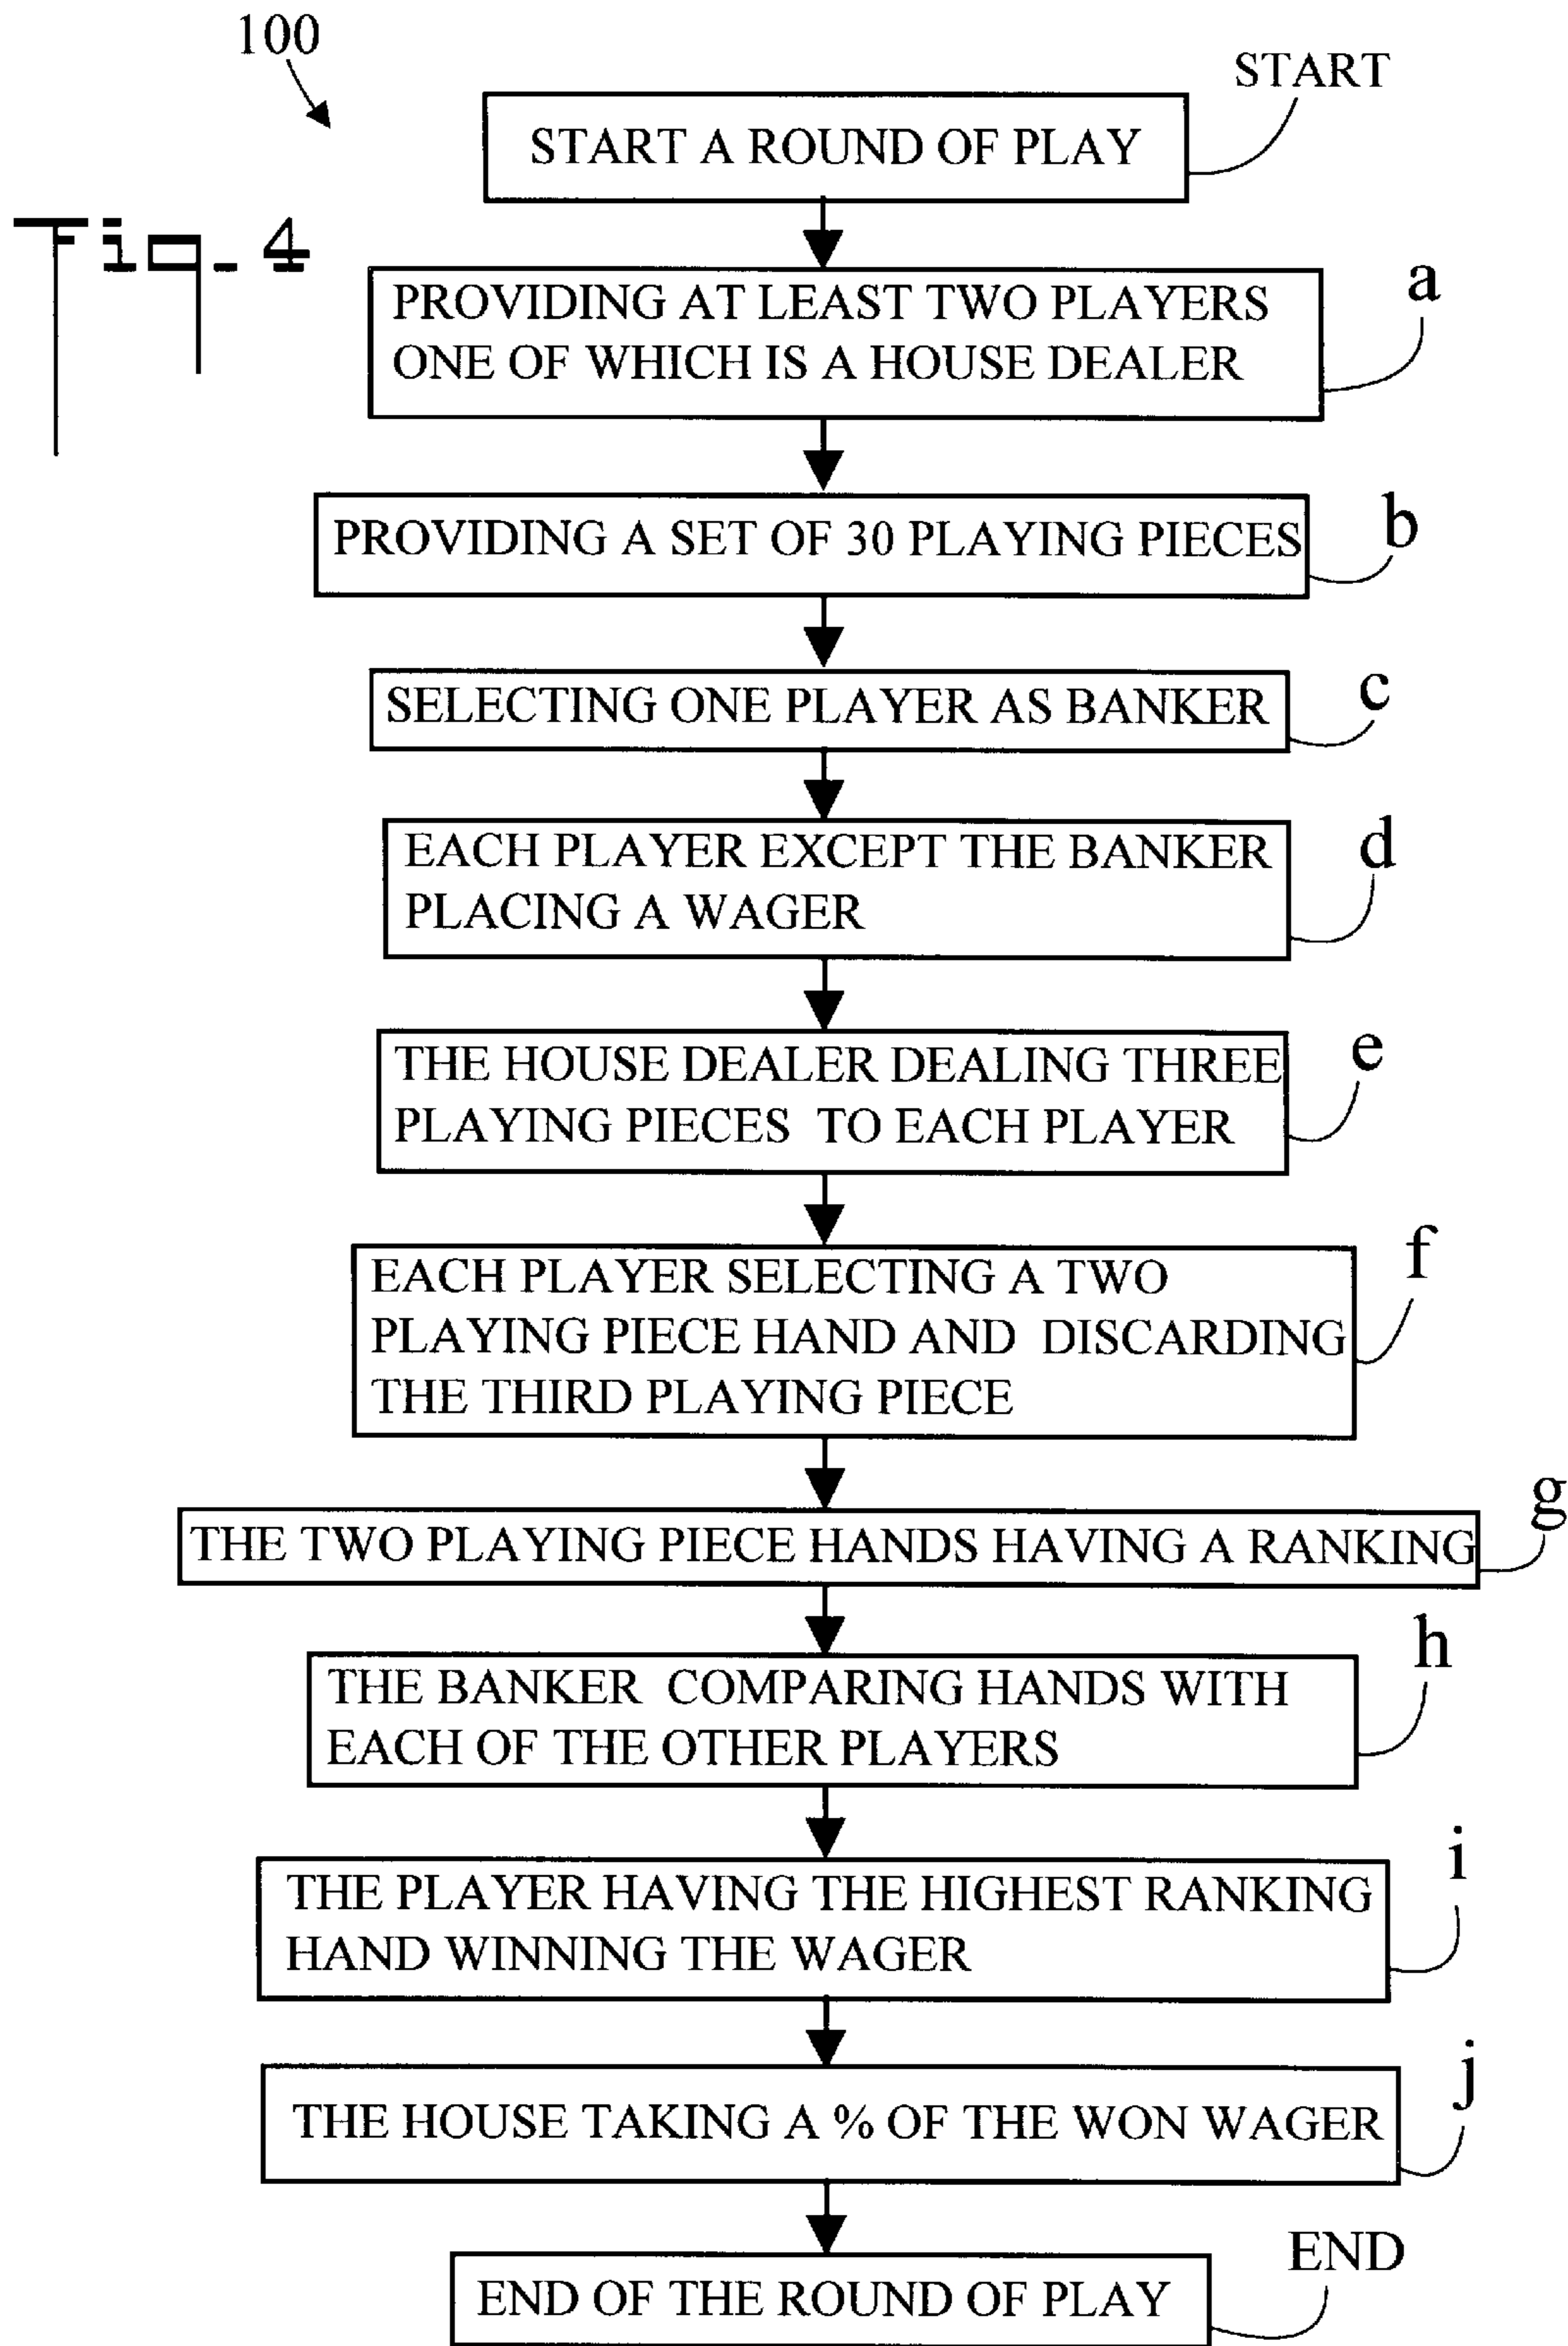 100
START
START A ROUND OF PLAY
Fig. 4
a
PROVIDING AT LEAST TWO PLAYERS
ONE OF WHICH IS A HOUSE DEALER
b
PROVIDING A SET OF 30 PLAYING PIECES
c
SELECTING ONE PLAYER AS BANKER
d
EACH PLAYER EXCEPT THE BANKER
PLACING A WAGER
e
THE HOUSE DEALER DEALING THREE
PLAYING PIECES TO EACH PLAYER
f
EACH PLAYER SELECTING A TWO
PLAYING PIECE HAND AND DISCARDING
THE THIRD PLAYING PIECE
g
THE TWO PLAYING PIECE HANDS HAVING A RANKING
h
THE BANKER COMPARING HANDS WITH
EACH OF THE OTHER PLAYERS
i
THE PLAYER HAVING THE HIGHEST RANKING
HAND WINNING THE WAGER
j
THE HOUSE TAKING A % OF THE WON WAGER
END
END OF THE ROUND OF PLAY